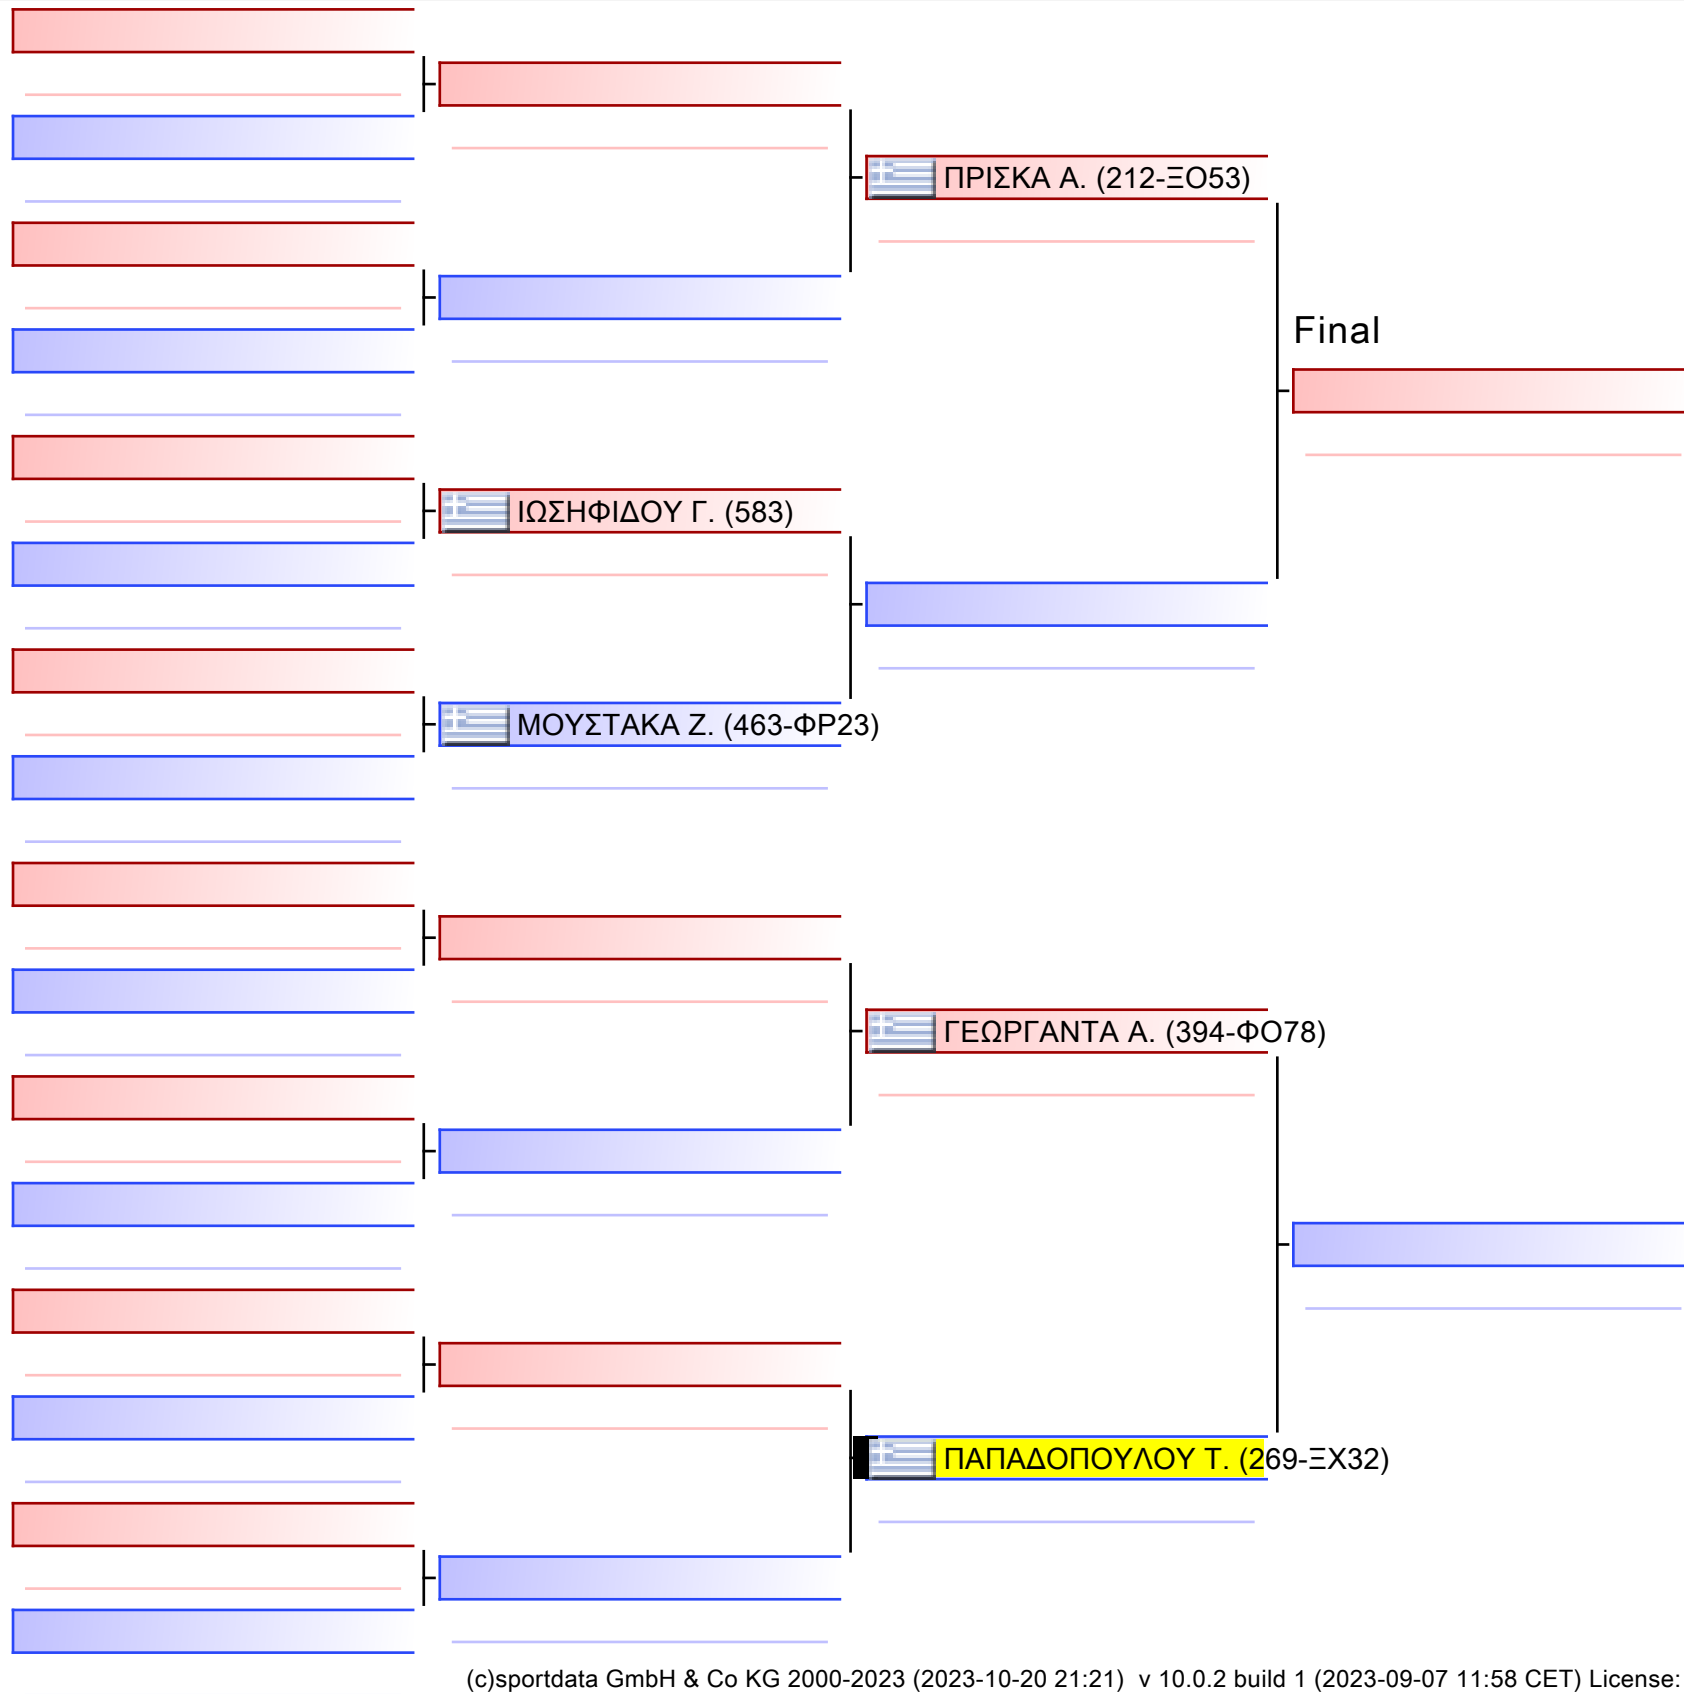 ΠΡΙΣΚΑ Α. (212-ΞΟ53)
Final
ΙΩΣΗΦΙΔΟΥ Γ. (583)
ΜΟΥΣΤΑΚΑ Ζ. (463-ΦΡ23)
ΓΕΩΡΓΑΝΤΑ Α. (394-ΦΟ78)
ΠΑΠΑΔΟΠΟΥΛΟΥ Τ. (269-ΞΧ32)
(c)sportdata GmbH & Co KG 2000-2023 (2023-10-20 21:21) v 10.0.2 build 1 (2023-09-07 11:58 CET) License: